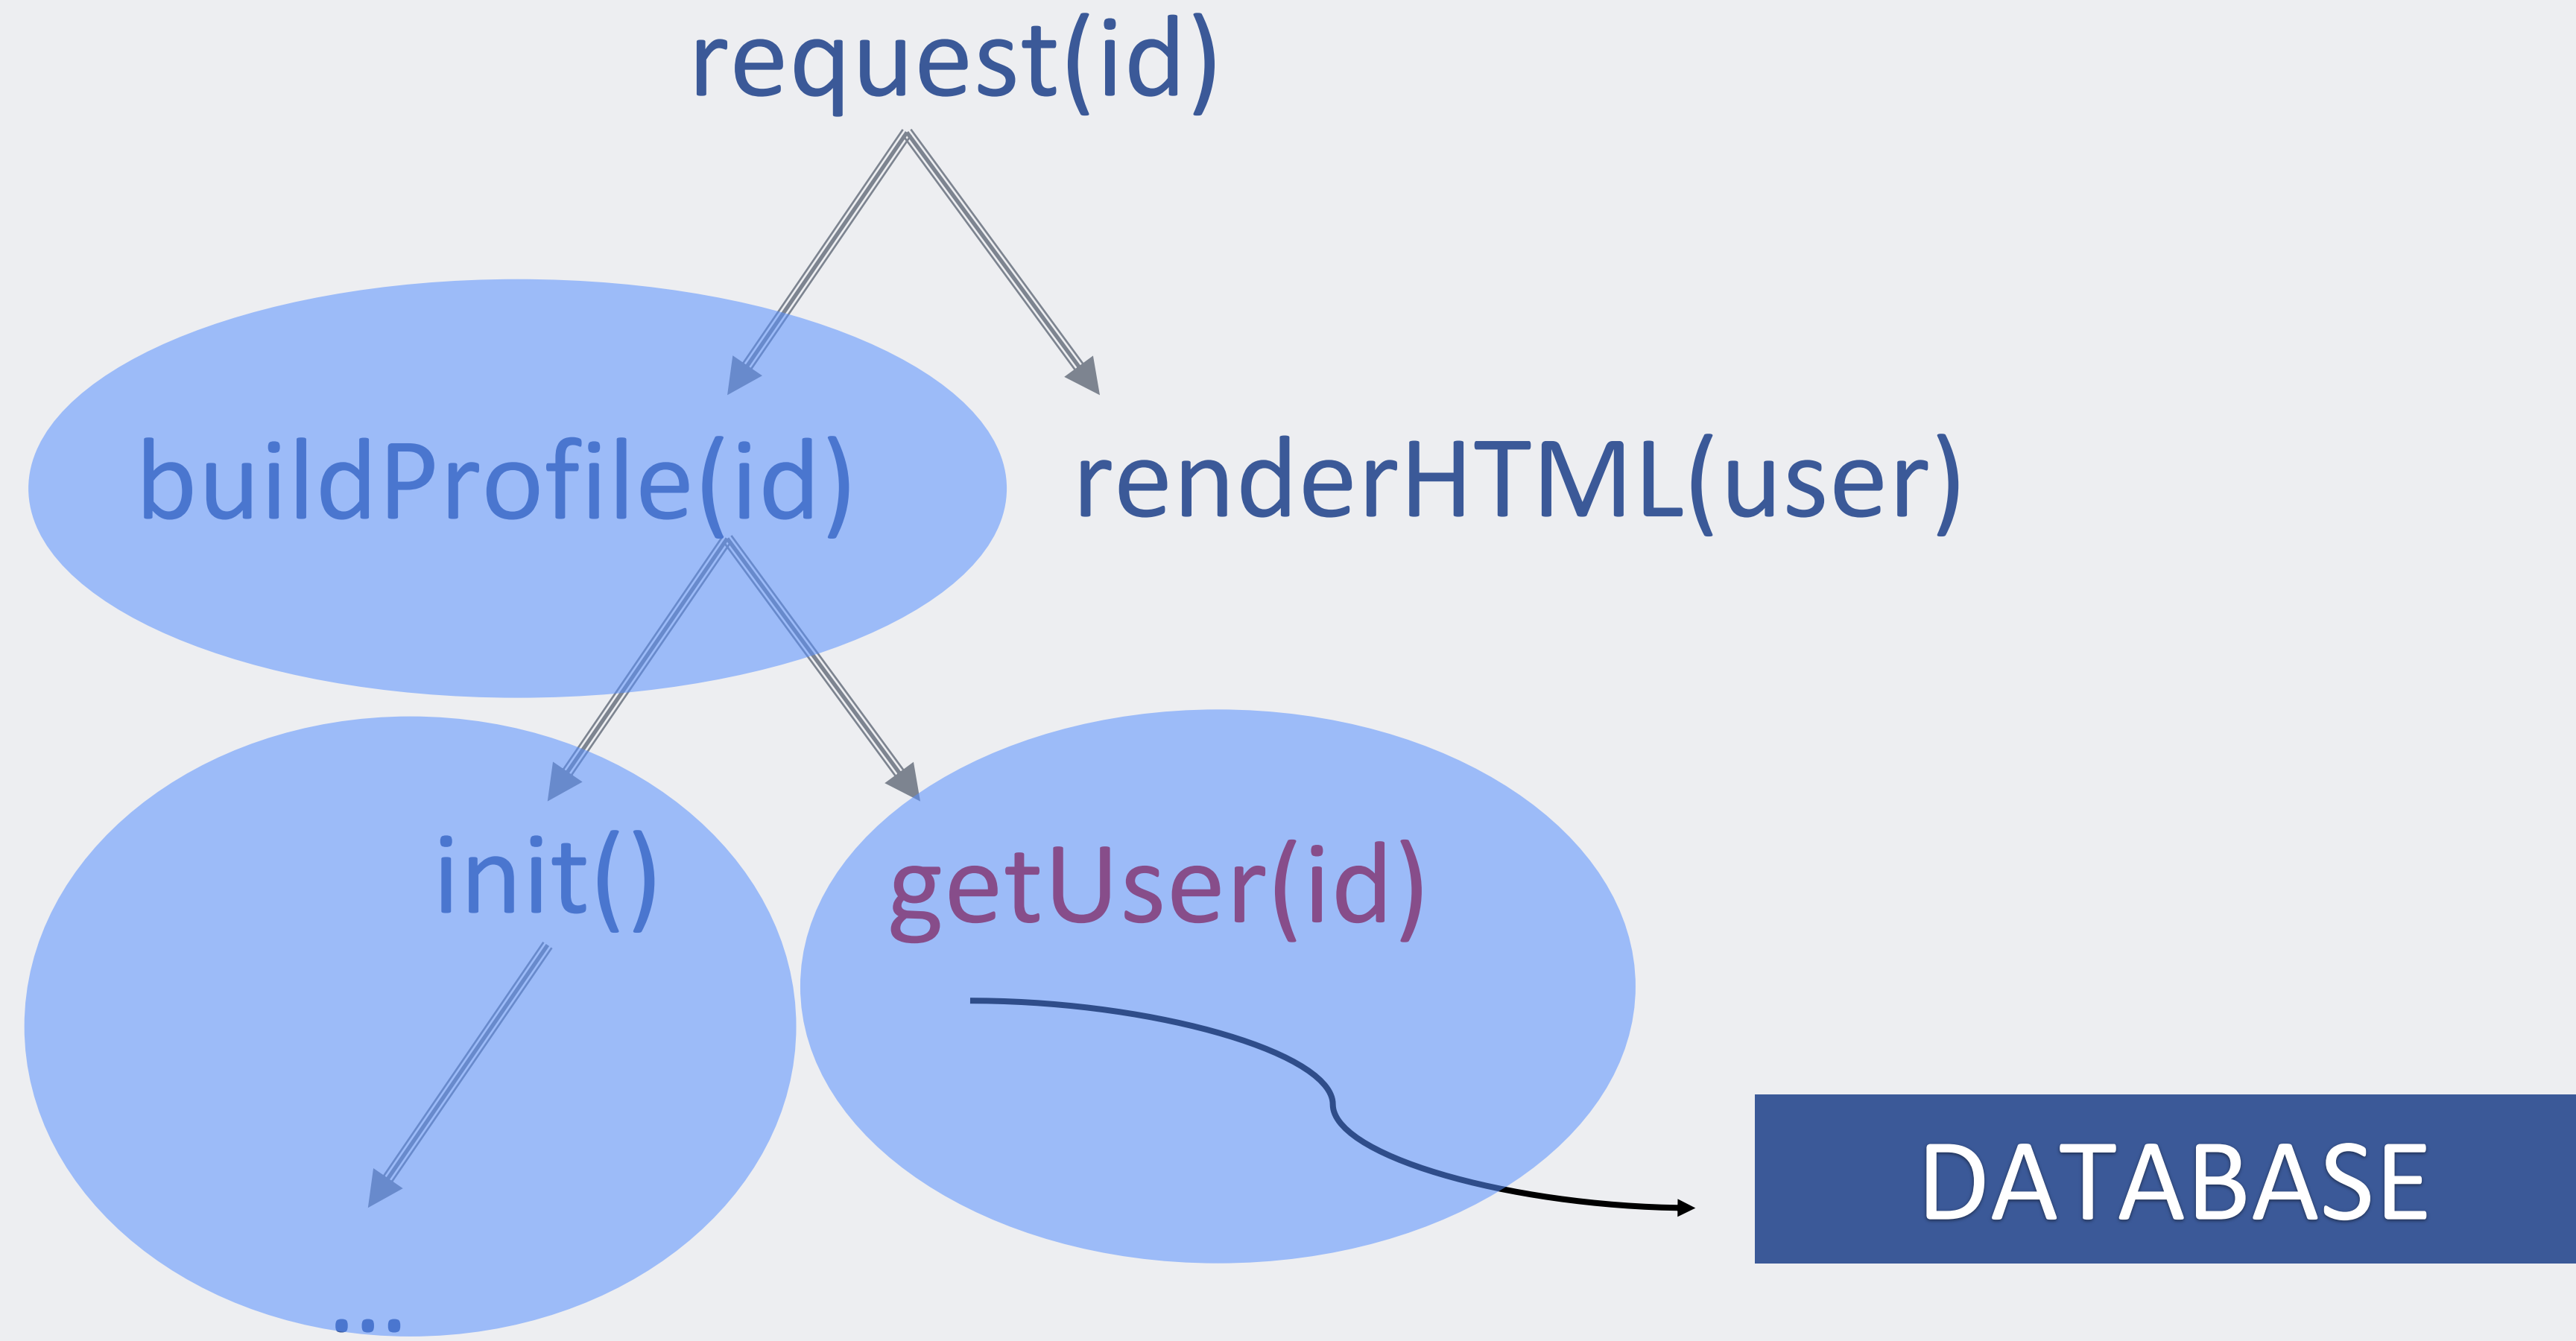 request(id)
buildProfile(id)
renderHTML(user)
init()
getUser(id)
DATABASE
...